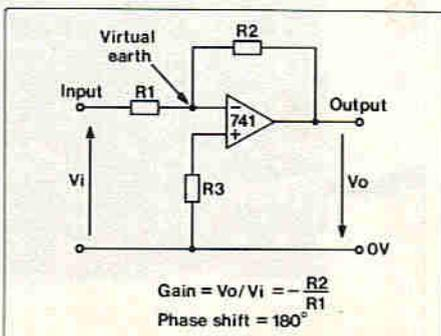 Virtual
earth
R2
Input
R1
Output
−
741
+
Vi
R3
Vo
0V
Gain = Vo/Vi = − R2
R1
Phase shift = 180°